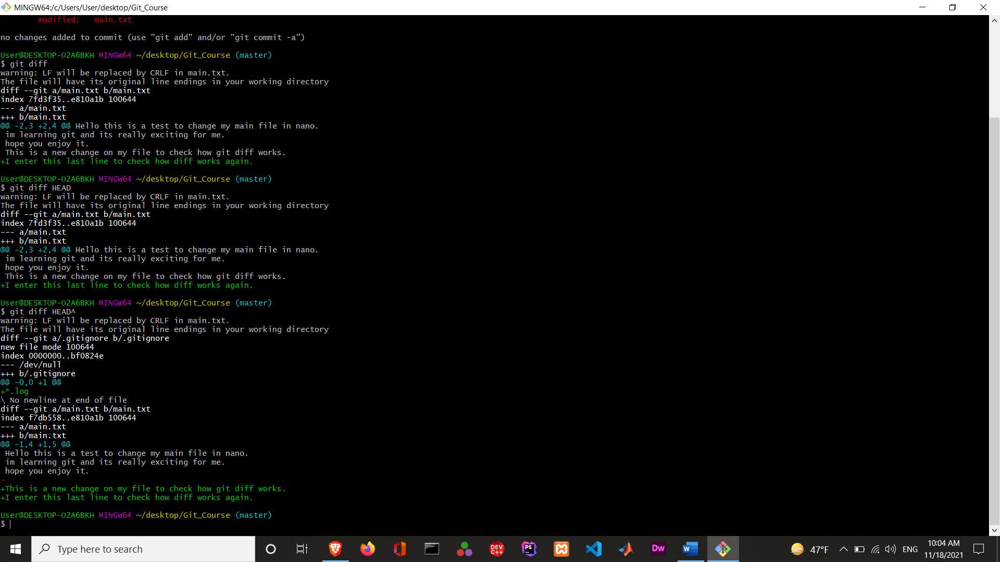 MINGW64:/c/Users/User/desktop/Git_Course
modified:   main.txt
no changes added to commit (use "git add" and/or "git commit -a")
User@DESKTOP-O2A6BKH MINGW64 ~/desktop/Git_Course (master)
$ git diff
warning: LF will be replaced by CRLF in main.txt.
The file will have its original line endings in your working directory
diff --git a/main.txt b/main.txt
index 7fd3f35..e810a1b 100644
--- a/main.txt
+++ b/main.txt
@@ -2,3 +2,4 @@ Hello this is a test to change my main file in nano.
 im learning git and its really exciting for me.
 hope you enjoy it.
 This is a new change on my file to check how git diff works.
+I enter this last line to check how diff works again.
User@DESKTOP-O2A6BKH MINGW64 ~/desktop/Git_Course (master)
$ git diff HEAD
warning: LF will be replaced by CRLF in main.txt.
The file will have its original line endings in your working directory
diff --git a/main.txt b/main.txt
index 7fd3f35..e810a1b 100644
--- a/main.txt
+++ b/main.txt
@@ -2,3 +2,4 @@ Hello this is a test to change my main file in nano.
 im learning git and its really exciting for me.
 hope you enjoy it.
 This is a new change on my file to check how git diff works.
+I enter this last line to check how diff works again.
User@DESKTOP-O2A6BKH MINGW64 ~/desktop/Git_Course (master)
$ git diff HEAD^
warning: LF will be replaced by CRLF in main.txt.
The file will have its original line endings in your working directory
diff --git a/.gitignore b/.gitignore
new file mode 100644
index 0000000..bf0824e
--- /dev/null
+++ b/.gitignore
@@ -0,0 +1 @@
+*.log
\ No newline at end of file
diff --git a/main.txt b/main.txt
index f7db558..e810a1b 100644
--- a/main.txt
+++ b/main.txt
@@ -1,4 +1,5 @@
 Hello this is a test to change my main file in nano.
 im learning git and its really exciting for me.
 hope you enjoy it.
-
+This is a new change on my file to check how git diff works.
+I enter this last line to check how diff works again.
User@DESKTOP-O2A6BKH MINGW64 ~/desktop/Git_Course (master)
$
Type here to search
DEV C++
PS
Dw
W
47°F
ENG
10:04 AM
11/18/2021